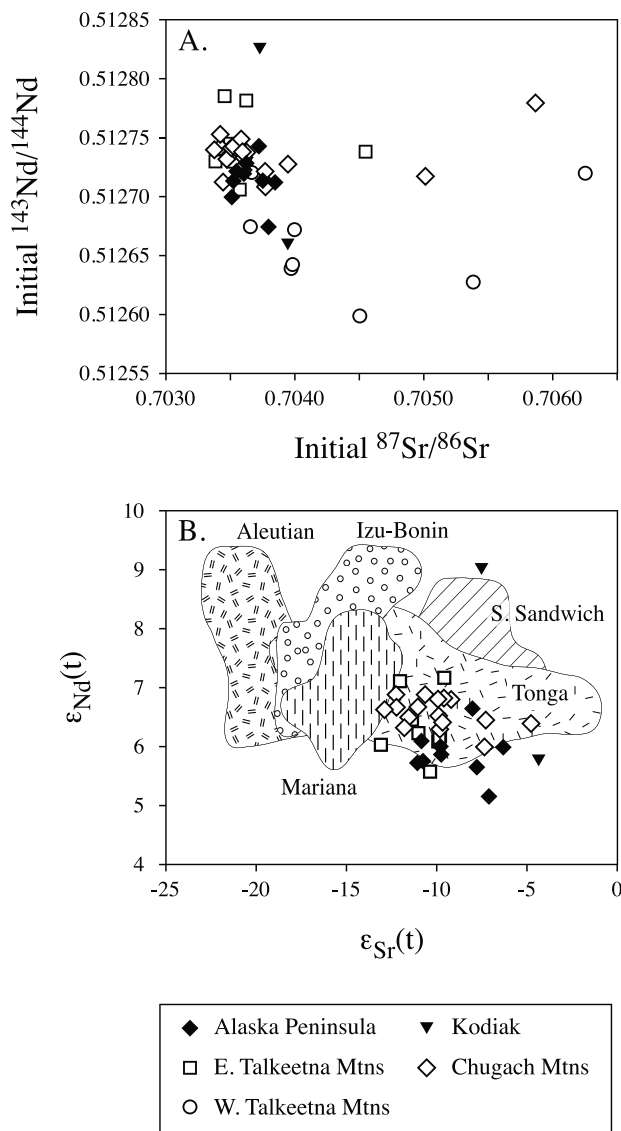 A.
0.51285
0.51280
0.51275
0.51270
0.51265
0.51260
0.51255
Initial ¹⁴³Nd/¹⁴⁴Nd
0.7030 0.7040 0.7050 0.7060
Initial ⁸⁷Sr/⁸⁶Sr
B.
10
9
8
7
6
5
4
εNd(t)
Aleutian Izu-Bonin
S. Sandwich
Tonga
Mariana
-25 -20 -15 -10 -5 0
εSr(t)
Alaska Peninsula Kodiak
E. Talkeetna Mtns Chugach Mtns
W. Talkeetna Mtns